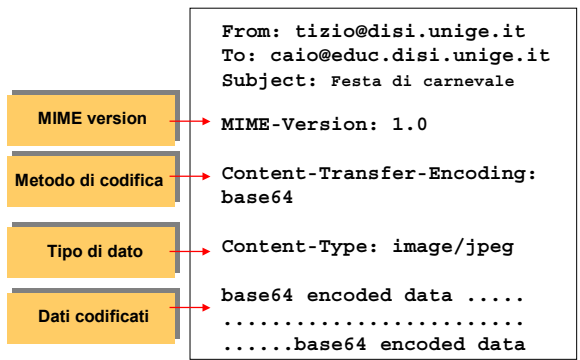 From: tizio@disi.unige.it
To: caio@educ.disi.unige.it
Subject: Festa di carnevale
MIME version
MIME-Version: 1.0
Metodo di codifica
Content-Transfer-Encoding:
base64
Tipo di dato
Content-Type: image/jpeg
Dati codificati
base64 encoded data .....
.........................
......base64 encoded data